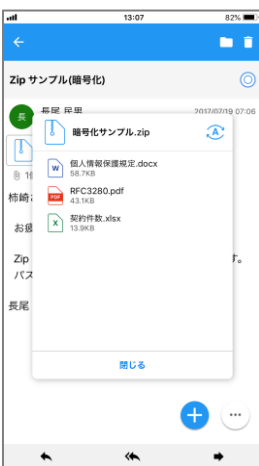 13:07
82%
Zip サンプル(暗号化)
長
長尾 民男
2017/07/19 07:06
暗号化サンプル.zip
A
W
個人情報保護規定.docx
58.7KB
PDF
RFC3280.pdf
43.1KB
X
契約件数.xlsx
13.9KB
柿崎
お疲
Zip
す。
パス
長尾
閉じる